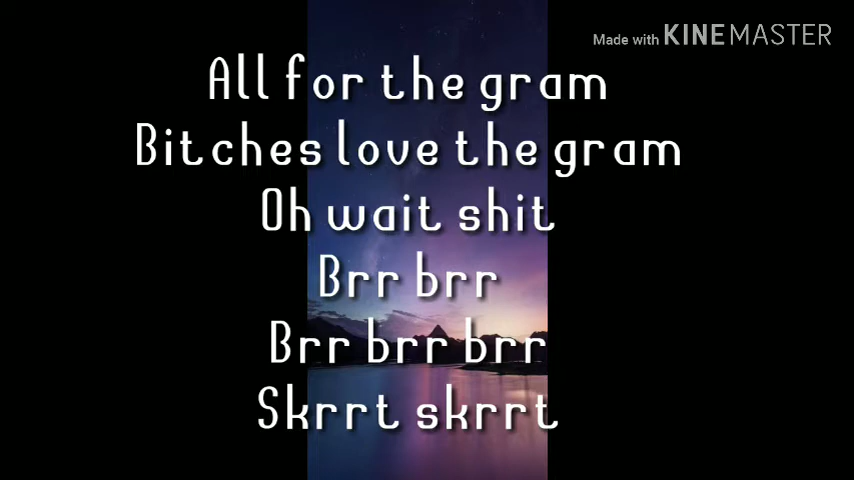 Made with KINEMASTER
All for the gram
Bitches love the gram
Oh wait shit
Brr brr
Brr brr brr
Skrrt skrrt